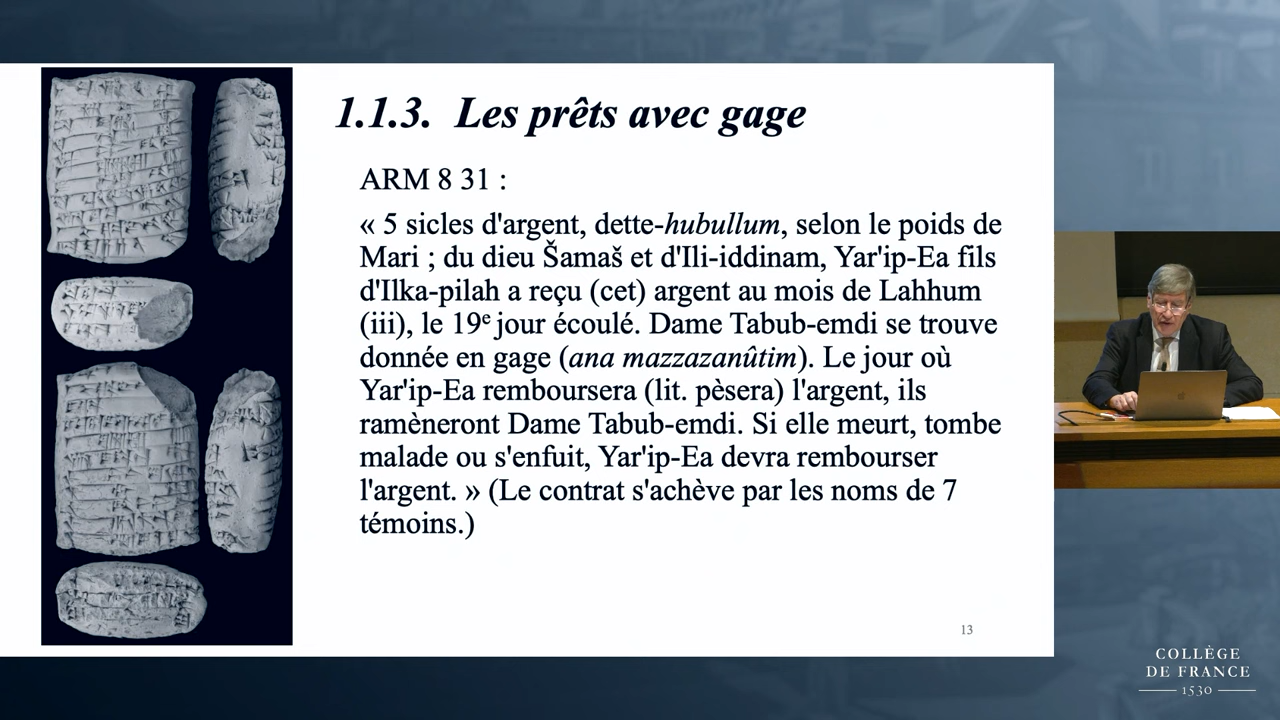 1.1.3. Les prêts avec gage
ARM 8 31 :
« 5 sicles d'argent, dette-hubullum, selon le poids de
Mari ; du dieu Šamaš et d'Ili-iddinam, Yar'ip-Ea fils
d'Ilka-pilah a reçu (cet) argent au mois de Lahhum
(iii), le 19e jour écoulé. Dame Tabub-emdi se trouve
donnée en gage (ana mazzazanûtim). Le jour où
Yar'ip-Ea remboursera (lit. pèsera) l'argent, ils
ramèneront Dame Tabub-emdi. Si elle meurt, tombe
malade ou s'enfuit, Yar'ip-Ea devra rembourser
l'argent. » (Le contrat s'achève par les noms de 7
témoins.)
13
COLLÈGE
DE FRANCE
1530